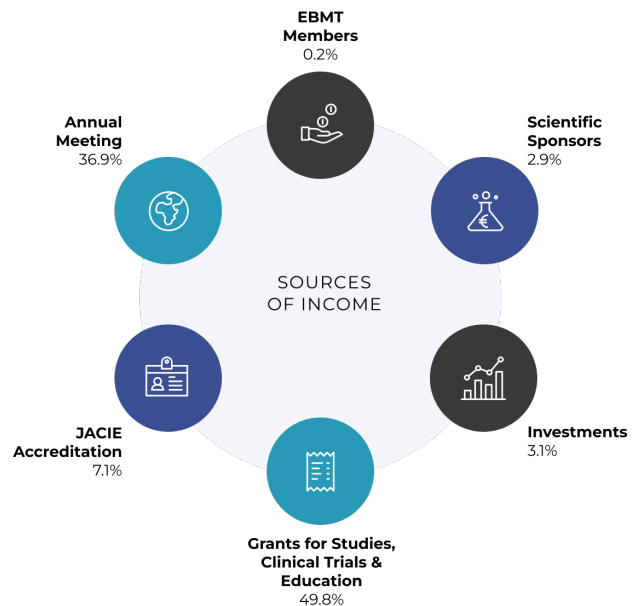 EBMT
Members
0.2%
Annual
Meeting
36.9%
Scientific
Sponsors
2.9%
€
SOURCES
OF INCOME
JACIE
Accreditation
7.1%
Investments
3.1%
Grants for Studies,
Clinical Trials &
Education
49.8%